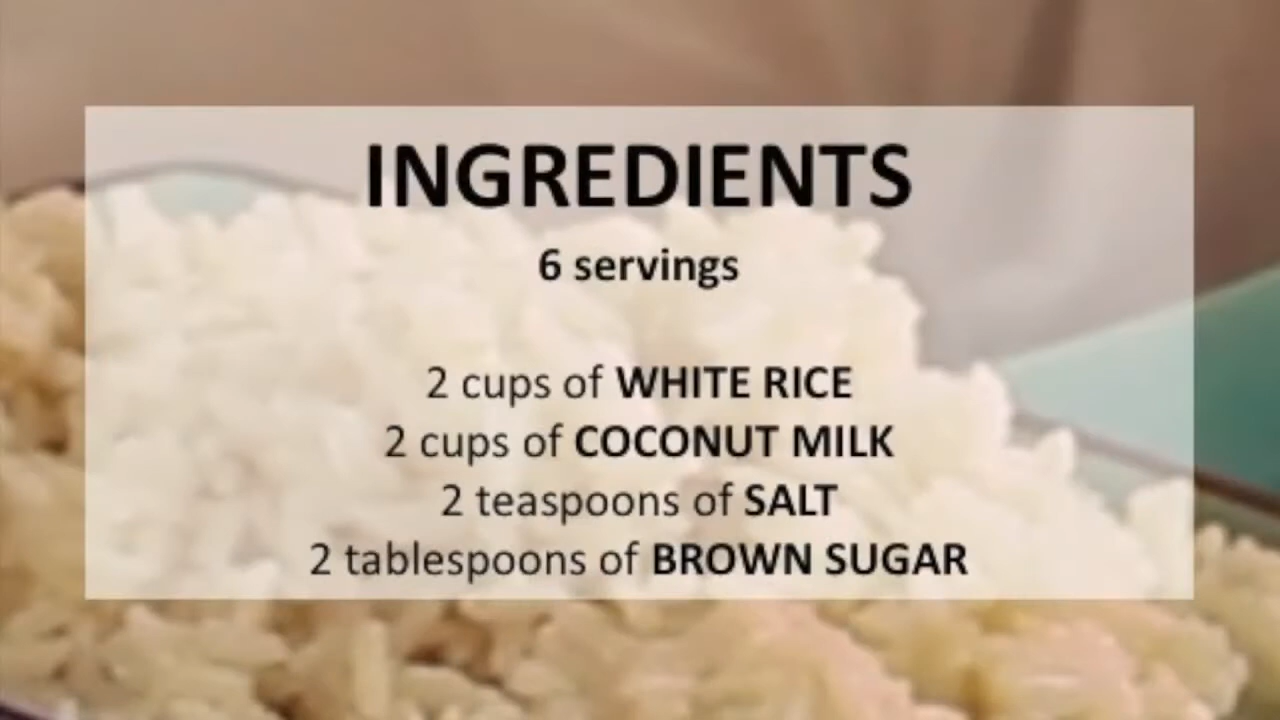 INGREDIENTS
6 servings
2 cups of WHITE RICE
2 cups of COCONUT MILK
2 teaspoons of SALT
2 tablespoons of BROWN SUGAR